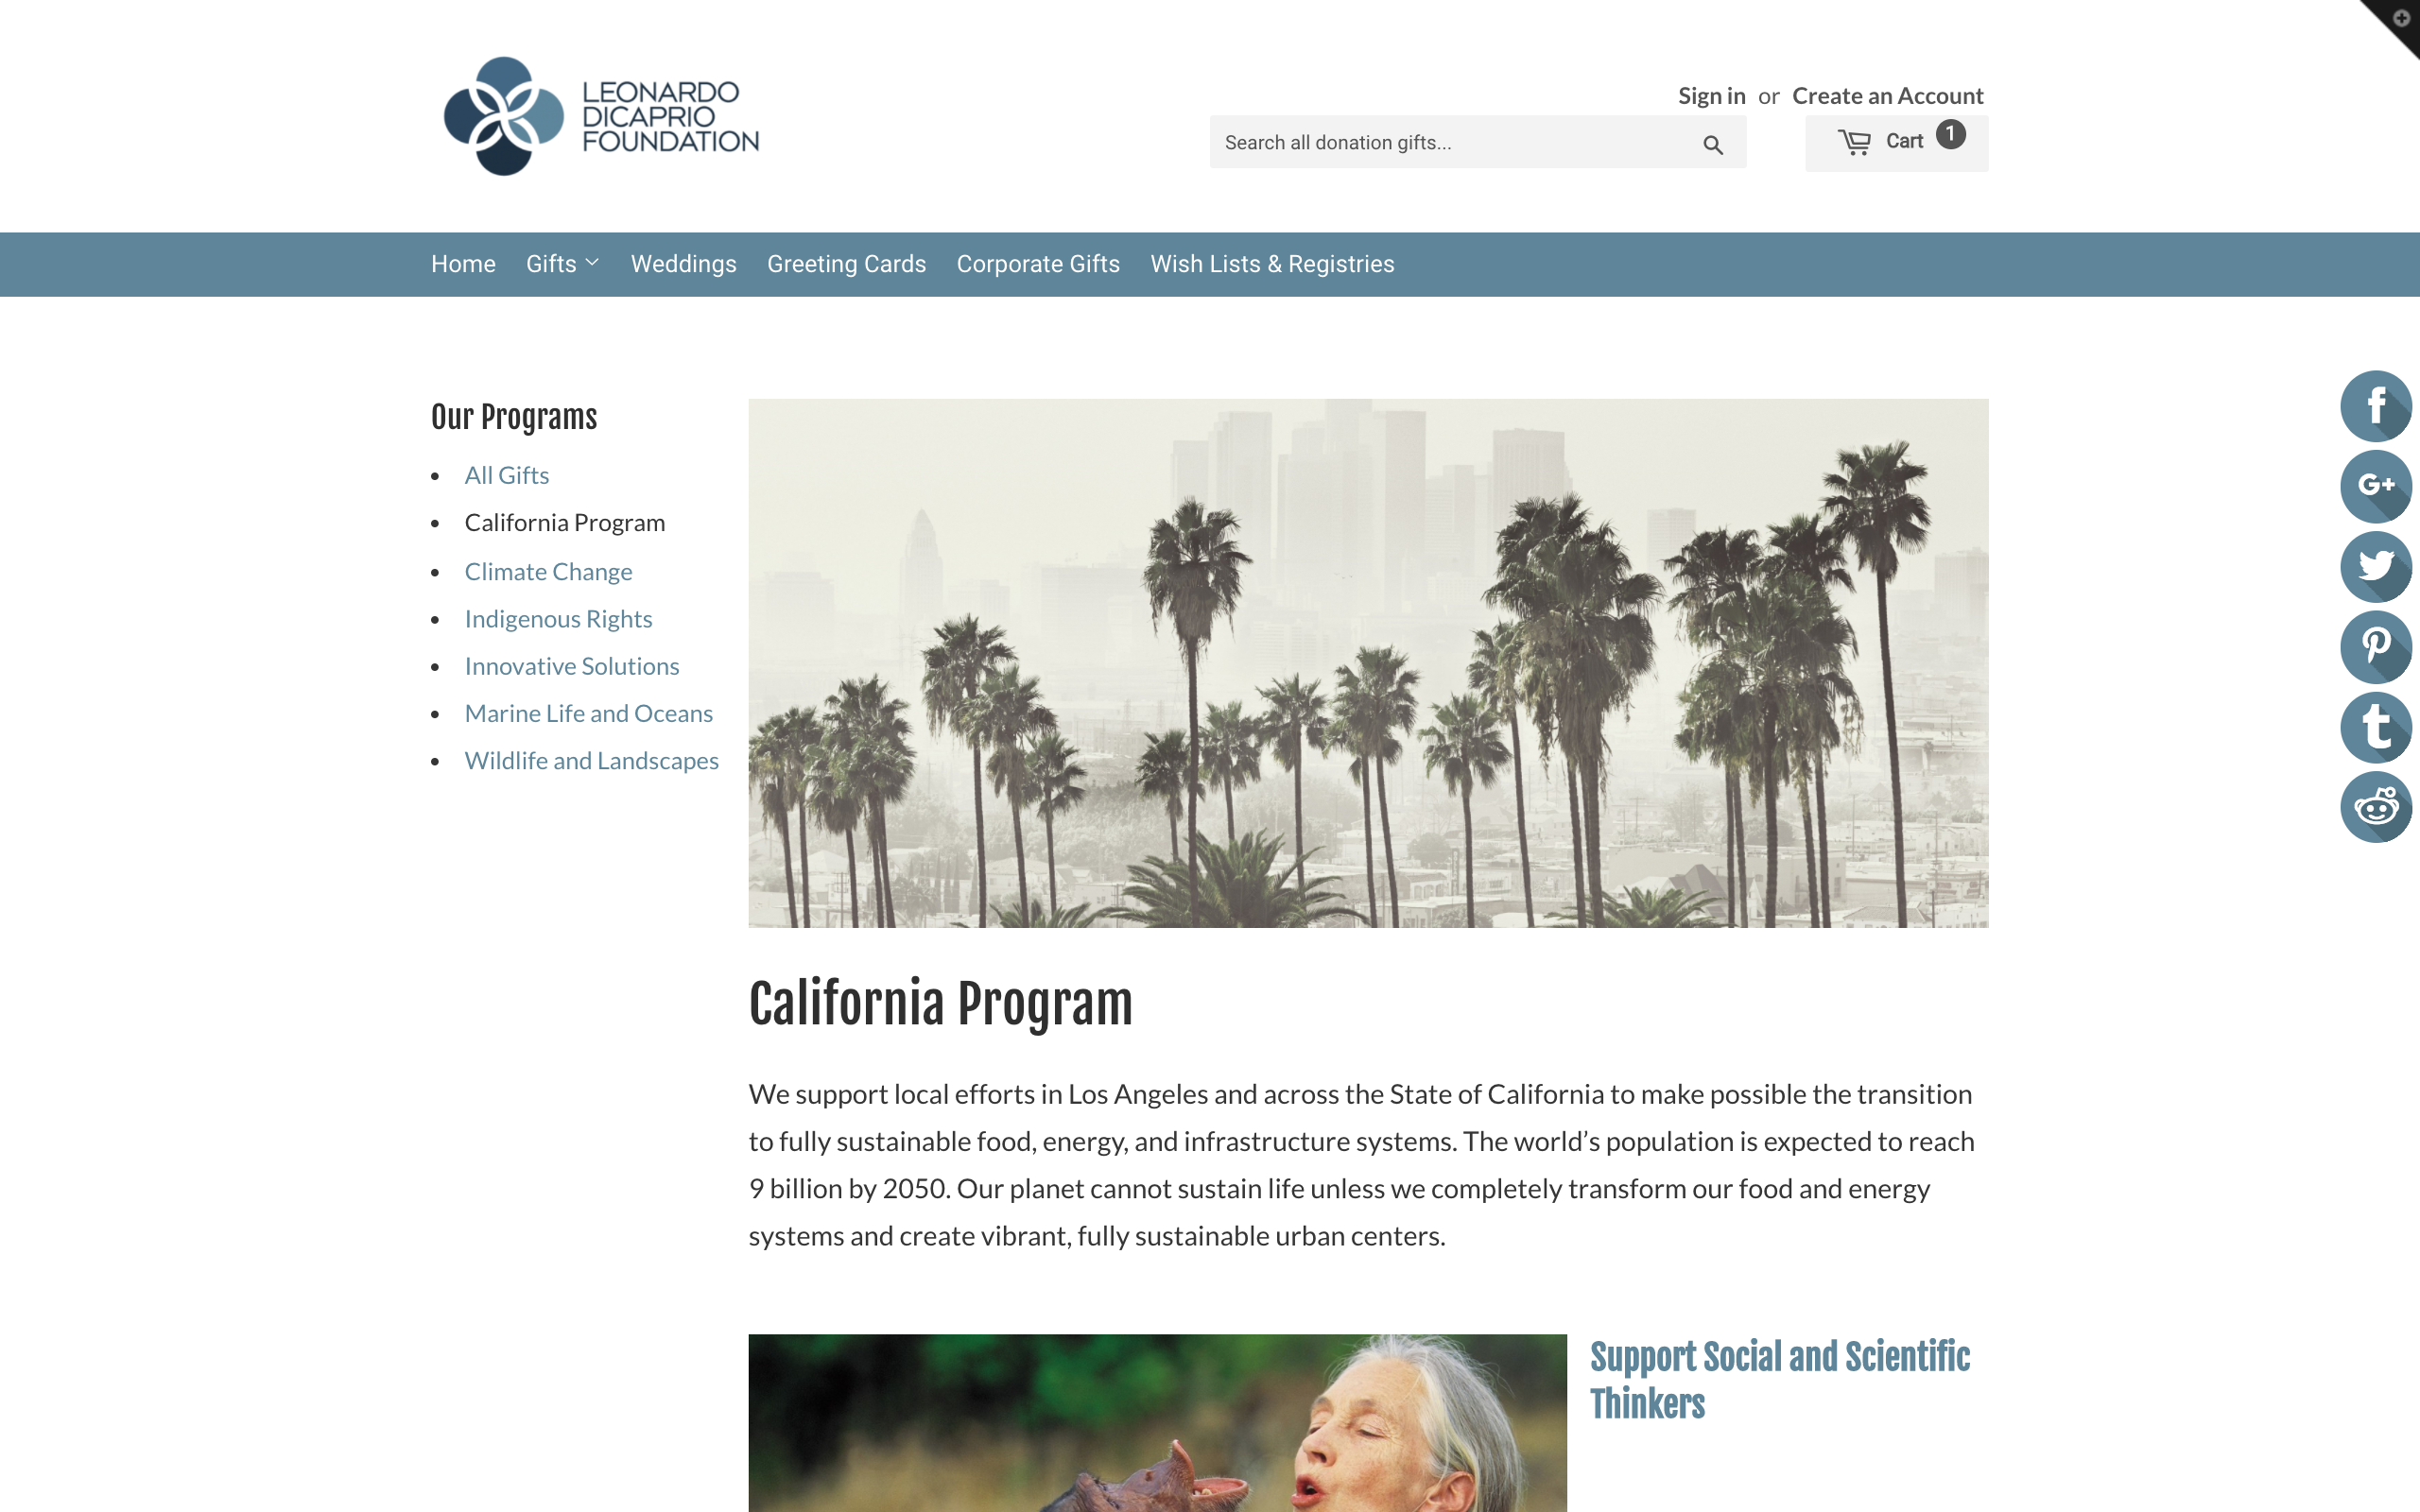 LEONARDO
DICAPRIO
FOUNDATION
Sign in or Create an Account
Search all donation gifts...
Cart 1
Home Gifts Weddings Greeting Cards Corporate Gifts Wish Lists & Registries
Our Programs
All Gifts
California Program
Climate Change
Indigenous Rights
Innovative Solutions
Marine Life and Oceans
Wildlife and Landscapes
California Program
We support local efforts in Los Angeles and across the State of California to make possible the transition
to fully sustainable food, energy, and infrastructure systems. The world’s population is expected to reach
9 billion by 2050. Our planet cannot sustain life unless we completely transform our food and energy
systems and create vibrant, fully sustainable urban centers.
Support Social and Scientific
Thinkers